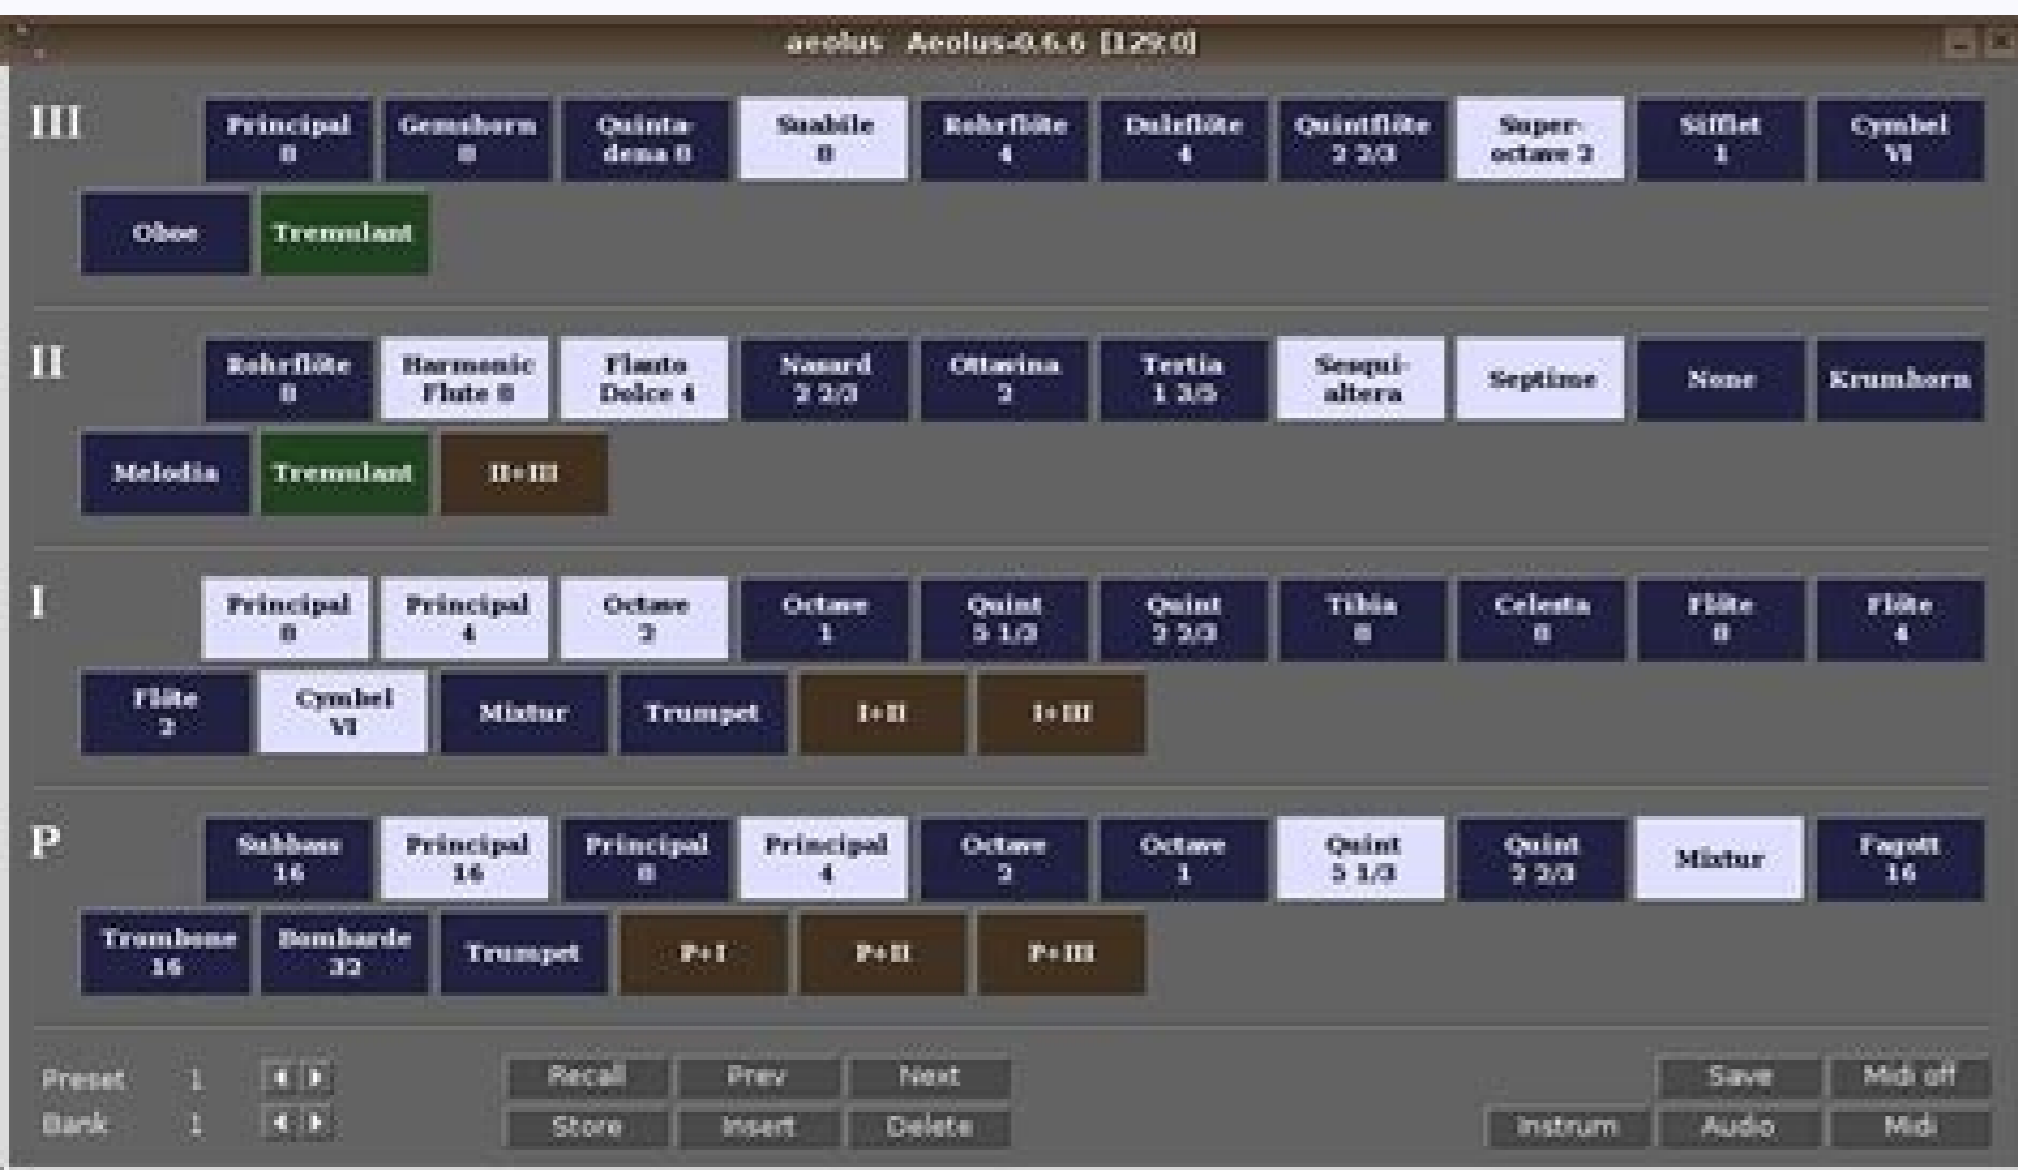 aeolus Aeolus-0.6.6 [129:0]
III
Principal
8
Gemshorn
8
Quinta-
dena 8
Suabile
8
Rohrflöte
4
Dulzflöte
4
Quintflöte
2 2/3
Super-
octave 2
Sifflet
1
Cymbel
VI
Oboe
Tremulant
II
Rohrflöte
8
Harmonic
Flute 8
Flauto
Dolce 4
Nasard
2 2/3
Ottavina
2
Tertia
1 3/5
Sesqui-
altera
Septime
None
Krumhorn
Melodia
Tremulant
II+III
I
Principal
8
Principal
4
Octave
2
Octave
1
Quint
5 1/3
Quint
2 2/3
Tibia
8
Celesta
8
Flöte
8
Flöte
4
Flöte
2
Cymbel
VI
Mixtur
Trumpet
I+II
I+III
P
Subbass
16
Principal
16
Principal
8
Principal
4
Octave
2
Octave
1
Quint
5 1/3
Quint
2 2/3
Mixtur
Fagott
16
Trombone
16
Bombarde
32
Trumpet
P+I
P+II
P+III
Preset 1
Recall
Prev
Next
Save
Midi off
Bank 1
Store
Insert
Delete
Instrum
Audio
Midi